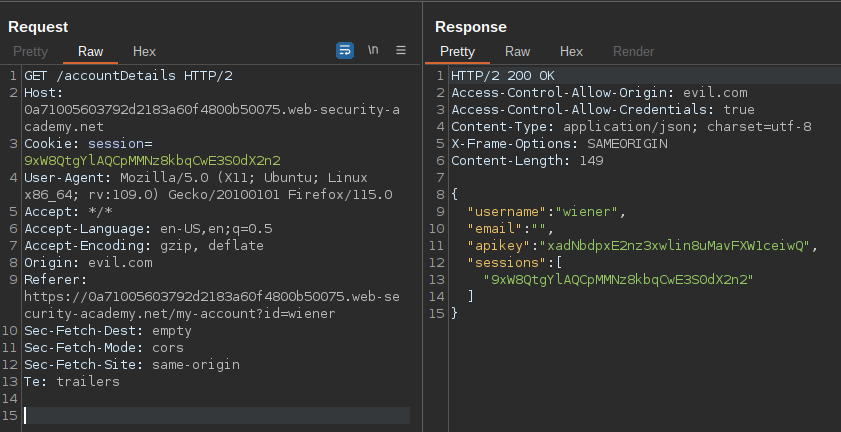 Request
Pretty Raw Hex
\n
1 GET /accountDetails HTTP/2
2 Host:
0a71005603792d2183a60f4800b50075.web-security-a
cademy.net
3 Cookie: session=
9xW8QtgYlAQCpMMNz8kbqCwE3S0dX2n2
4 User-Agent: Mozilla/5.0 (X11; Ubuntu; Linux
x86_64; rv:109.0) Gecko/20100101 Firefox/115.0
5 Accept: */*
6 Accept-Language: en-US,en;q=0.5
7 Accept-Encoding: gzip, deflate
8 Origin: evil.com
9 Referer:
https://0a71005603792d2183a60f4800b50075.web-se
curity-academy.net/my-account?id=wiener
10 Sec-Fetch-Dest: empty
11 Sec-Fetch-Mode: cors
12 Sec-Fetch-Site: same-origin
13 Te: trailers
14
15
Response
Pretty Raw Hex Render
1 HTTP/2 200 OK
2 Access-Control-Allow-Origin: evil.com
3 Access-Control-Allow-Credentials: true
4 Content-Type: application/json; charset=utf-8
5 X-Frame-Options: SAMEORIGIN
6 Content-Length: 149
7
8 {
9 "username":"wiener",
10 "email":"",
11 "apikey":"xadNbdpxE2nz3xwlin8uMavFXW1ceiwQ",
12 "sessions":[
13 "9xW8QtgYlAQCpMMNz8kbqCwE3S0dX2n2"
14 ]
15 }